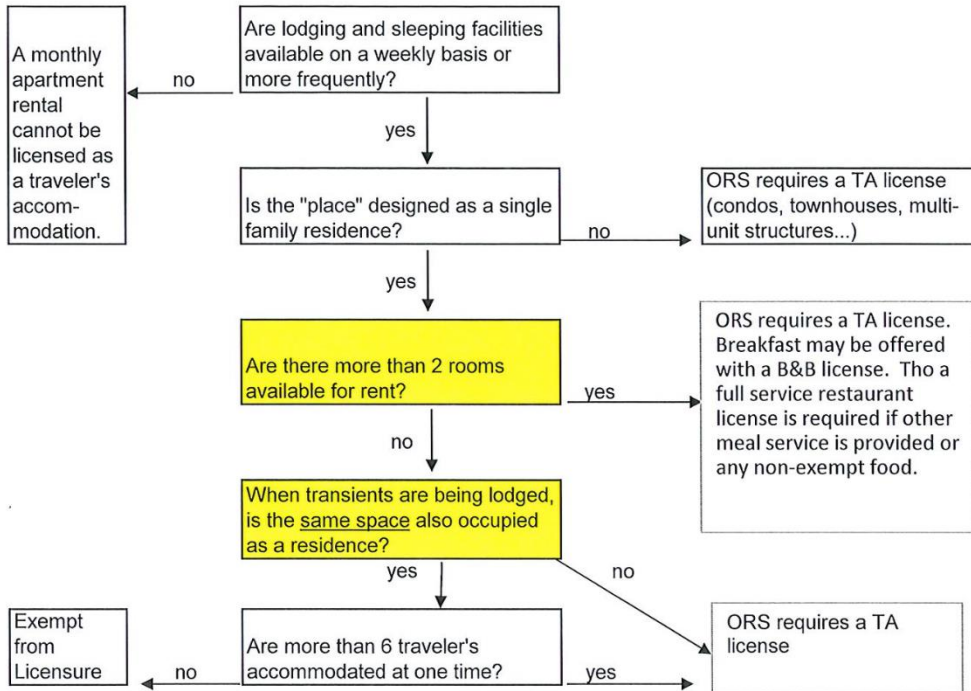 Are lodging and sleeping facilities
available on a weekly basis or
more frequently?
A monthly
apartment
rental
cannot be
licensed as
a traveler's
accom-
modation.
no
yes
Is the "place" designed as a single
family residence?
no
ORS requires a TA license
(condos, townhouses, multi-
unit structures...)
yes
Are there more than 2 rooms
available for rent?
yes
ORS requires a TA license.
Breakfast may be offered
with a B&B license. Tho a
full service restaurant
license is required if other
meal service is provided or
any non-exempt food.
no
When transients are being lodged,
is the same space also occupied
as a residence?
yes
no
Exempt
from
Licensure
no
Are more than 6 traveler's
accommodated at one time?
yes
ORS requires a TA
license